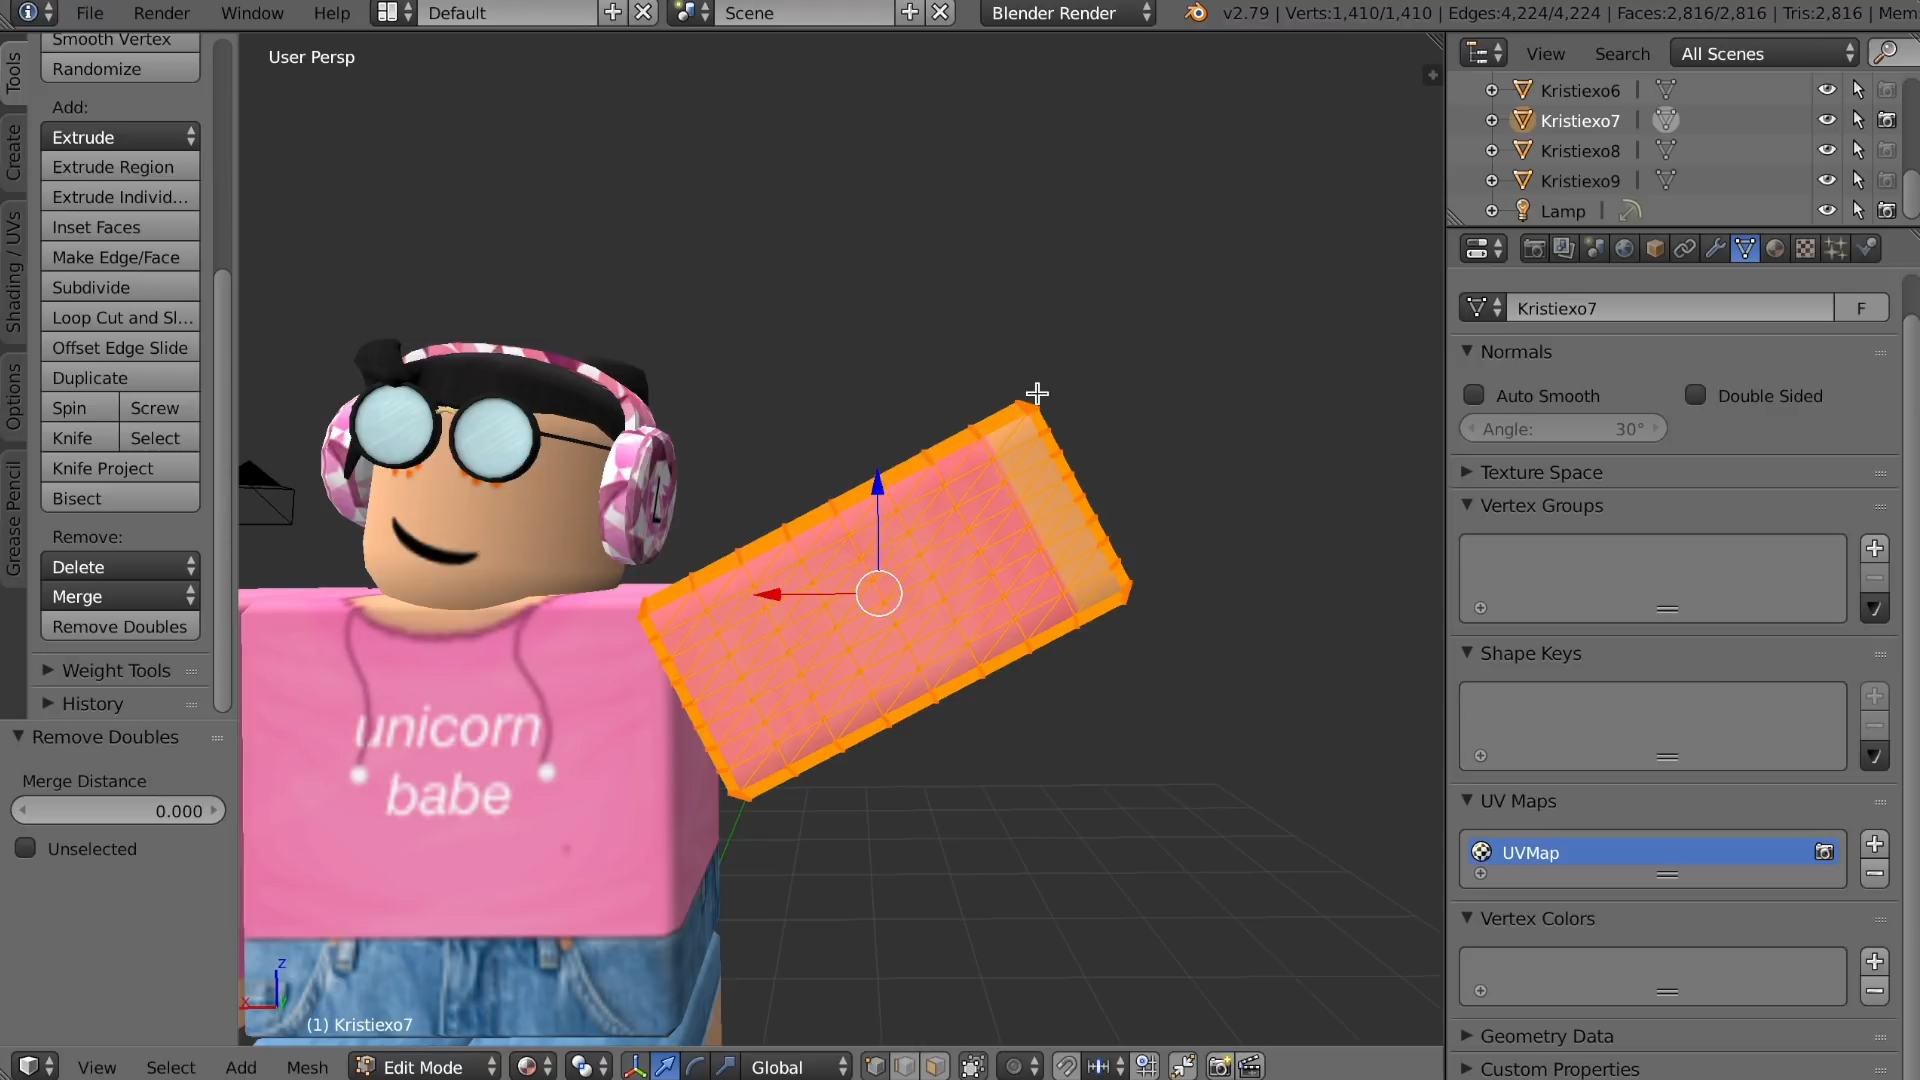 File Render Window Help Default Scene Blender Render v2.79 | Verts:1,410/1,410 | Edges:4,224/4,224 | Faces:2,816/2,816 | Tris:2,816 | Mem
Tools
Create
Shading / UVs
Options
Grease Pencil
Smooth Vertex
Randomize
Add:
Extrude
Extrude Region
Extrude Individ...
Inset Faces
Make Edge/Face
Subdivide
Loop Cut and Sl...
Offset Edge Slide
Duplicate
Spin Screw
Knife Select
Knife Project
Bisect
Remove:
Delete
Merge
Remove Doubles
Weight Tools
History
Remove Doubles
Merge Distance
0.000
Unselected
User Persp
L
unicorn
babe
z
x
y
(1) Kristiexo7
View Select Add Mesh Edit Mode Global
View Search All Scenes
Kristiexo6
Kristiexo7
Kristiexo8
Kristiexo9
Lamp
Kristiexo7 F
Normals
Auto Smooth Double Sided
Angle: 30°
Texture Space
Vertex Groups
Shape Keys
UV Maps
UVMap
Vertex Colors
Geometry Data
Custom Properties